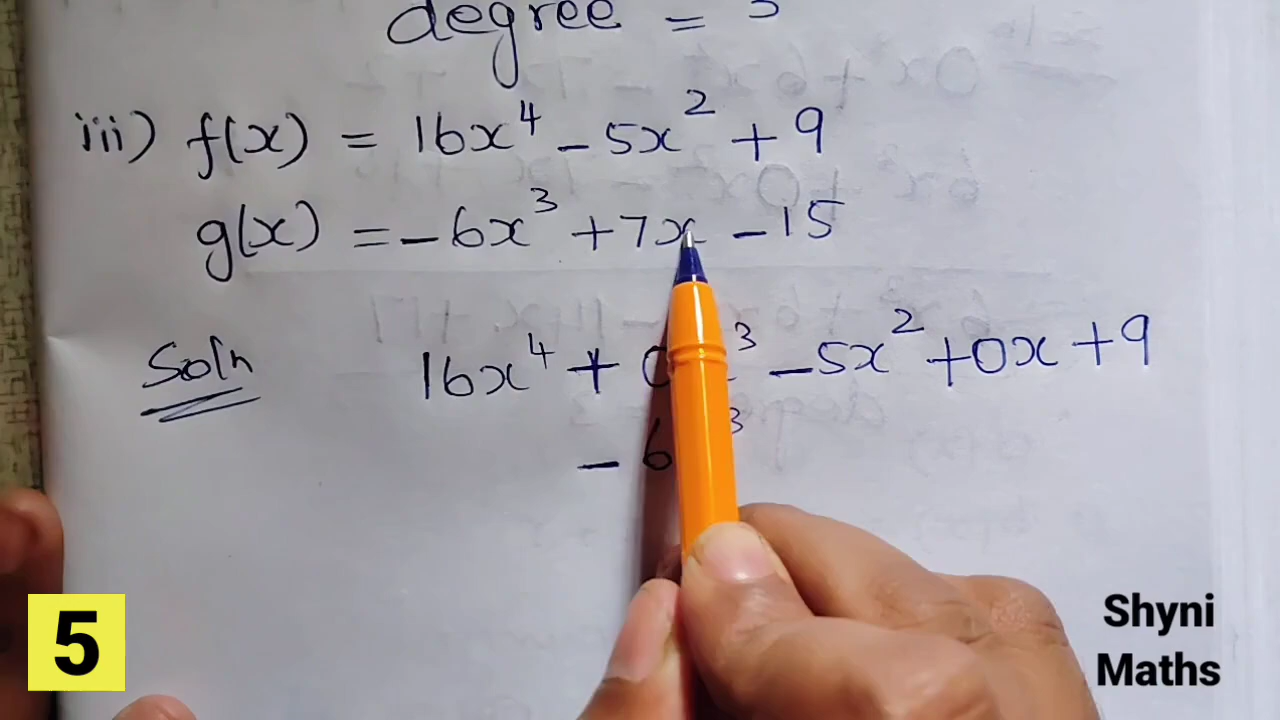 degree =
iii) f(x) = 16x⁴ - 5x² + 9
g(x) = -6x³ + 7x - 15
Soln 16x⁴ + 0 ³ - 5x² + 0x + 9
- 6 ³
5
Shyni
Maths